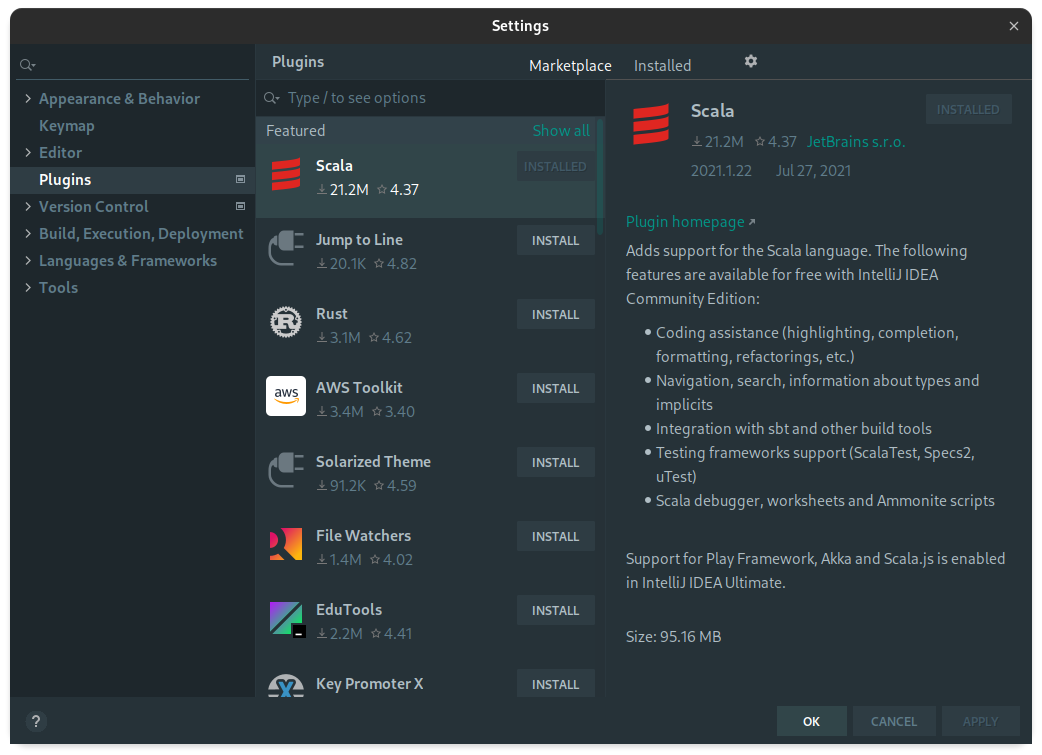 Settings
Appearance & Behavior
Keymap
Editor
Plugins
Version Control
Build, Execution, Deployment
Languages & Frameworks
Tools
Plugins
Marketplace
Installed
Type / to see options
Featured
Show all
Scala
21.2M 4.37
INSTALLED
Jump to Line
20.1K 4.82
INSTALL
Rust
3.1M 4.62
INSTALL
aws
AWS Toolkit
3.4M 3.40
INSTALL
Solarized Theme
91.2K 4.59
INSTALL
File Watchers
1.4M 4.02
INSTALL
EduTools
2.2M 4.41
INSTALL
Key Promoter X
INSTALL
Scala
INSTALLED
21.2M 4.37 JetBrains s.r.o.
2021.1.22 Jul 27, 2021
Plugin homepage
Adds support for the Scala language. The following
features are available for free with IntelliJ IDEA
Community Edition:
• Coding assistance (highlighting, completion,
formatting, refactorings, etc.)
• Navigation, search, information about types and
implicits
• Integration with sbt and other build tools
• Testing frameworks support (ScalaTest, Specs2,
uTest)
• Scala debugger, worksheets and Ammonite scripts
Support for Play Framework, Akka and Scala.js is enabled
in IntelliJ IDEA Ultimate.
Size: 95.16 MB
?
OK
CANCEL
APPLY